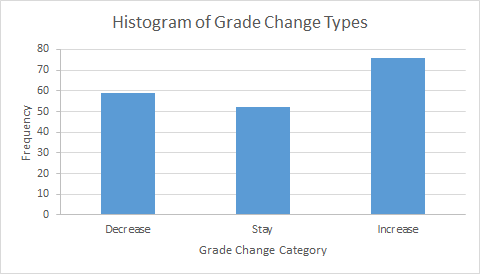 Histogram of Grade Change Types
80
70
60
50
40
30
20
10
0
Frequency
Decrease
Stay
Increase
Grade Change Category